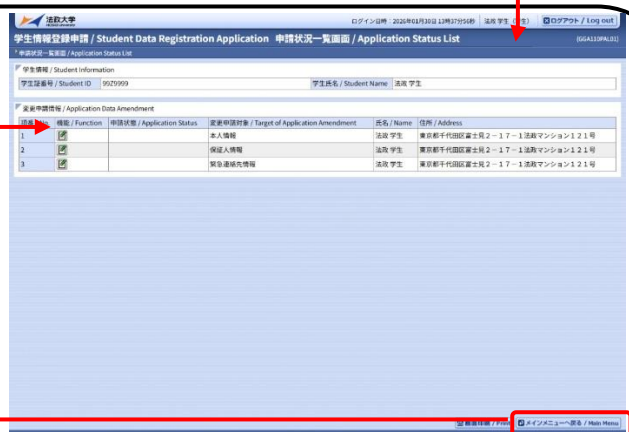 法政大学
ログイン日時：2026年01月30日 13時37分56秒 法政 学生（学生） ログアウト / Log out
学生情報登録申請 / Student Data Registration Application 申請状況一覧画面 / Application Status List (GGA110PAL01)
申請状況一覧画面 / Application Status List
学生情報 / Student Information
学生証番号 / Student ID 99Z9999 学生氏名 / Student Name 法政 学生
変更申請情報 / Application Data Amendment
項番 / No 機能 / Function 申請状態 / Application Status 変更申請対象 / Target of Application Amendment 氏名 / Name 住所 / Address
1 本人情報 法政 学生 東京都千代田区富士見２－１７－１法政マンション１２１号
2 保証人情報 法政 学生 東京都千代田区富士見２－１７－１法政マンション１２１号
3 緊急連絡先情報 法政 学生 東京都千代田区富士見２－１７－１法政マンション１２１号
画面印刷 / Print メインメニューへ戻る / Main Menu